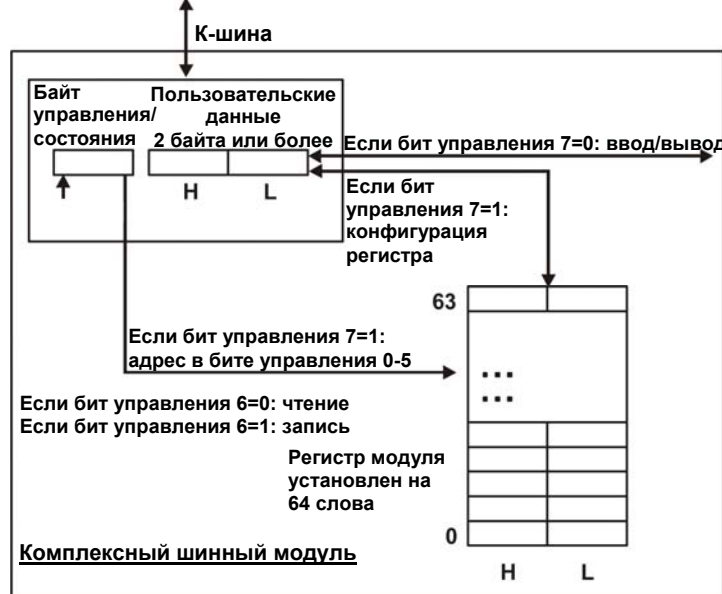 К-шина
Байт
управления/
состояния
Пользовательские
данные
2 байта или более
H L
Если бит управления 7=0: ввод/вывод
Если бит
управления 7=1:
конфигурация
регистра
63
Если бит управления 7=1:
адрес в бите управления 0-5
...
...
Если бит управления 6=0: чтение
Если бит управления 6=1: запись
Регистр модуля
установлен на
64 слова
0
Комплексный шинный модуль
H L